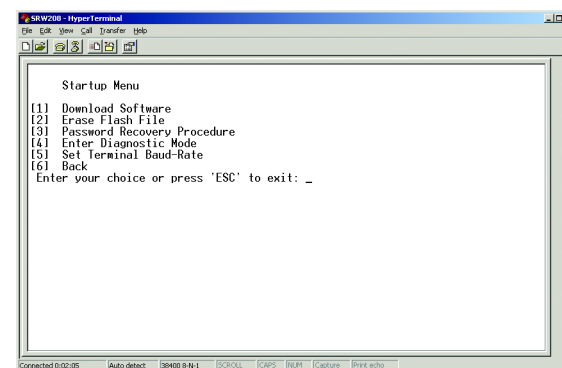 SRW208 - HyperTerminal
File Edit View Call Transfer Help
Startup Menu
[1] Download Software
[2] Erase Flash File
[3] Password Recovery Procedure
[4] Enter Diagnostic Mode
[5] Set Terminal Baud-Rate
[6] Back
Enter your choice or press 'ESC' to exit: _
Connected 0:02:05 Auto detect 38400 8-N-1 SCROLL CAPS NUM Capture Print echo